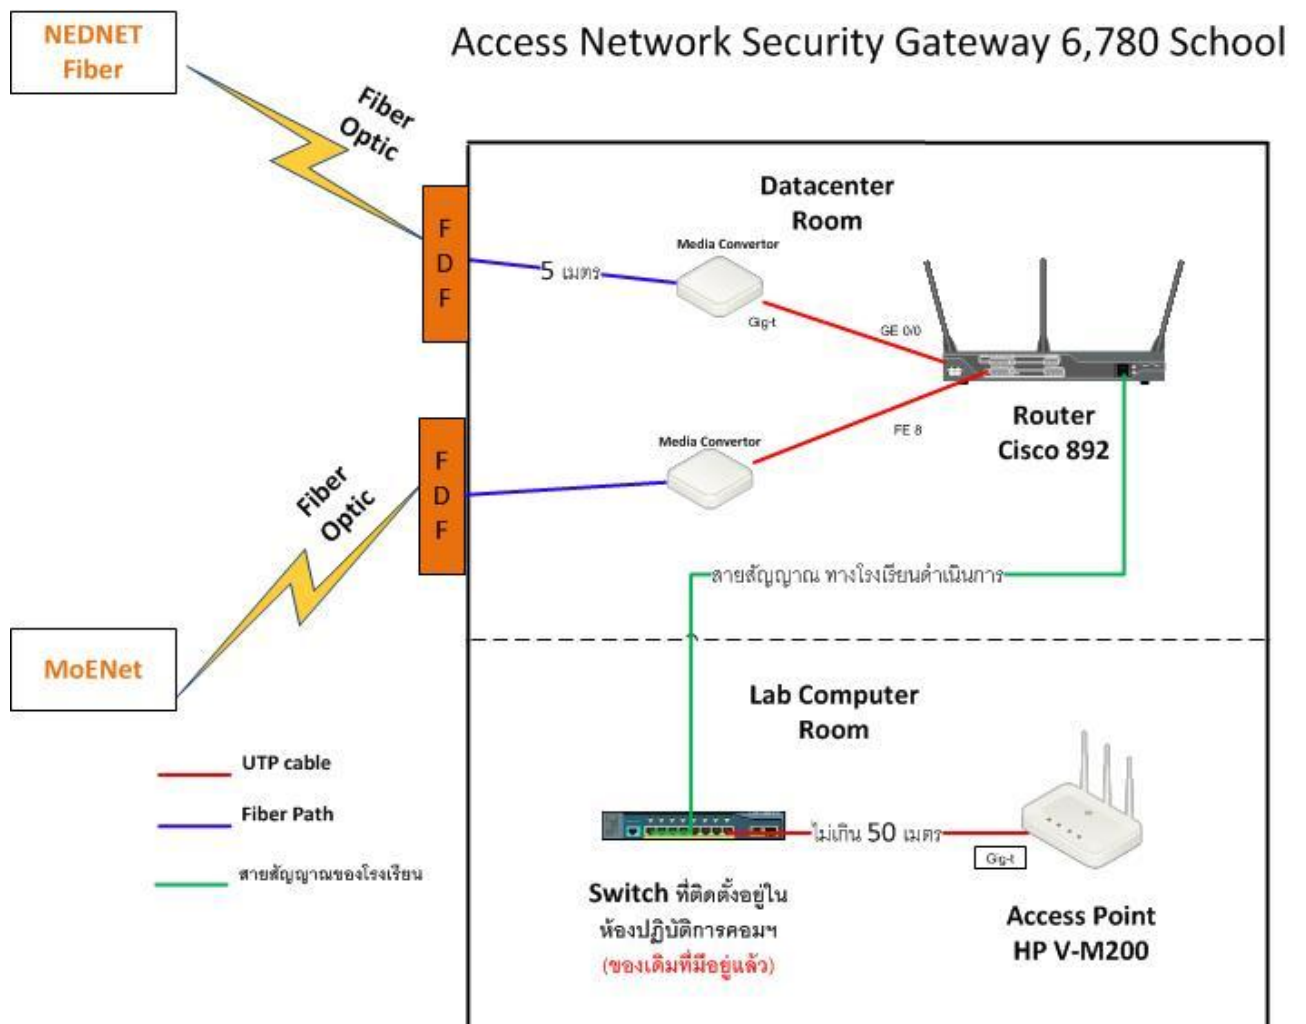 NEDNET
Fiber
Access Network Security Gateway 6,780 School
Fiber
Optic
Datacenter
Room
F
D
F
Media Convertor
5 เมตร
Gig-t
GE 0/0
Router
Cisco 892
FE 8
Media Convertor
F
D
F
Fiber
Optic
สายสัญญาณ ทางโรงเรียนดำเนินการ
MoENet
Lab Computer
Room
UTP cable
Fiber Path
สายสัญญาณของโรงเรียน
ไม่เกิน 50 เมตร
Gig-t
Switch ที่ติดตั้งอยู่ใน
ห้องปฏิบัติการคอมฯ
(ของเดิมที่มีอยู่แล้ว)
Access Point
HP V-M200